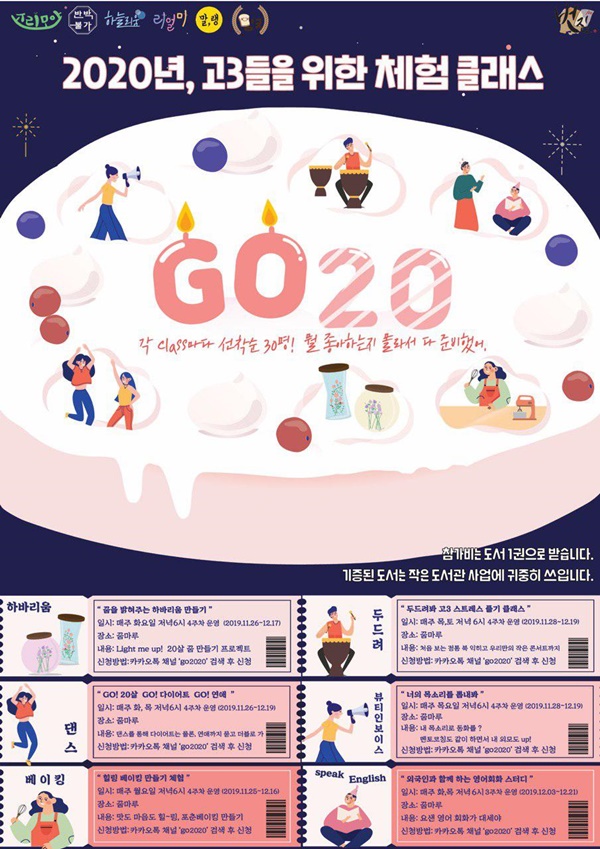 꼬리모아
반박
불가
하늘리움
리얼미
말,랭
2020년, 고3들을 위한 체험 클래스
GO20
각 class마다 선착순 30명! 뭘 좋아하는지 몰라서 다 준비했어.
참가비는 도서 1권으로 받습니다.
기증된 도서는 작은 도서관 사업에 귀중히 쓰입니다.
하바리움
" 꿈을 밝혀주는 하바리움 만들기 "
일시: 매주 화요일 저녁6시 4주차 운영 (2019.11.26~12.17)
장소: 꿈마루
내용: Light me up! 20살 꿈 만들기 프로젝트
신청방법: 카카오톡 채널 'go2020' 검색 후 신청
두드려
" 두드려봐 고3 스트레스 풀기 클래스 "
일시: 매주 목,토 저녁 6시 4주차 운영 (2019.11.28~12.19)
장소: 꿈마루
내용: 처음 보는 전통 북 익히고 우리만의 작은 콘서트까지
신청방법: 카카오톡 채널 'go2020' 검색 후 신청
댄스
" GO! 20살 GO! 다이어트 GO! 연예 "
일시: 매주 화, 목 저녁6시 4주차 운영 (2019.11.26~12.19)
장소: 꿈마루
내용: 댄스를 통해 다이어트는 물론, 연애까지 풀고 더블로 가
신청방법: 카카오톡 채널 'go2020' 검색 후 신청
뷰티인보이스
" 너의 목소리를 뽐내봐 "
일시: 매주 목요일 저녁6시 4주차 운영 (2019.11.28~12.19)
장소: 꿈마루
내용: 내 목소리로 동화를 ?
멘토코칭도 같이 하면서 내 외모도 up!
신청방법: 카카오톡 채널 'go2020' 검색 후 신청
베이킹
" 힐링 베이킹 만들기 체험 "
일시: 매주 월요일 저녁6시 4주차 운영 (2019.11.25~12.16)
장소: 꿈마루
내용: 맛도 마음도 힐~링, 포춘베이킹 만들기
신청방법: 카카오톡 채널 'go2020' 검색 후 신청
speak English
" 외국인과 함께 하는 영어회화 스터디 "
일시: 매주 화,목 저녁 6시 3주차 운영 (2019.12.03~12.21)
장소: 꿈마루
내용: 요샌 영어 회화가 대세야
신청방법: 카카오톡 채널 'go2020' 검색 후 신청